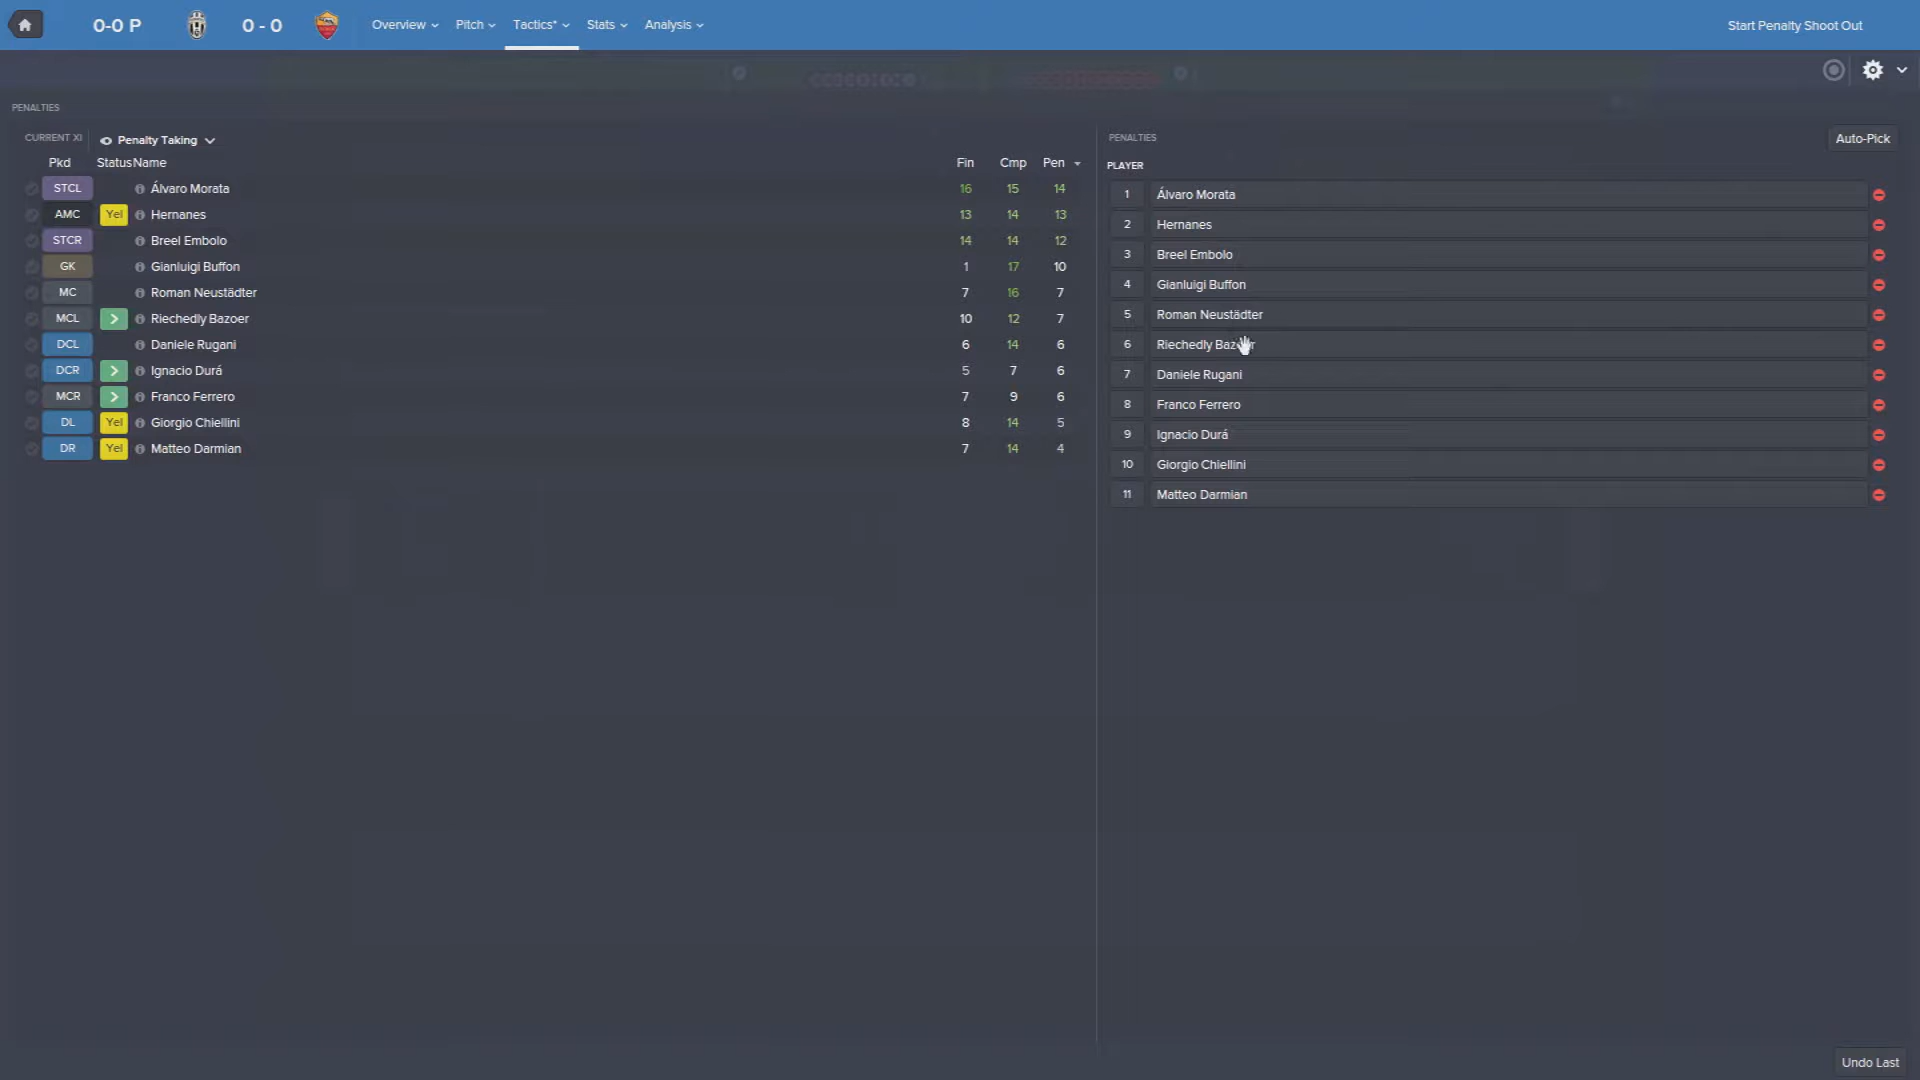 0-0 P 0 - 0 Overview Pitch Tactics* Stats Analysis Start Penalty Shoot Out
PENALTIES
CURRENT XI Penalty Taking
Pkd Status Name Fin Cmp Pen
STCL Álvaro Morata 16 15 14
AMC Yel Hernanes 13 14 13
STCR Breel Embolo 14 14 12
GK Gianluigi Buffon 1 17 10
MC Roman Neustädter 7 16 7
MCL Riechedly Bazoer 10 12 7
DCL Daniele Rugani 6 14 6
DCR Ignacio Durá 5 7 6
MCR Franco Ferrero 7 9 6
DL Yel Giorgio Chiellini 8 14 5
DR Yel Matteo Darmian 7 14 4
PENALTIES Auto-Pick
PLAYER
1 Álvaro Morata
2 Hernanes
3 Breel Embolo
4 Gianluigi Buffon
5 Roman Neustädter
6 Riechedly Bazoer
7 Daniele Rugani
8 Franco Ferrero
9 Ignacio Durá
10 Giorgio Chiellini
11 Matteo Darmian
Undo Last